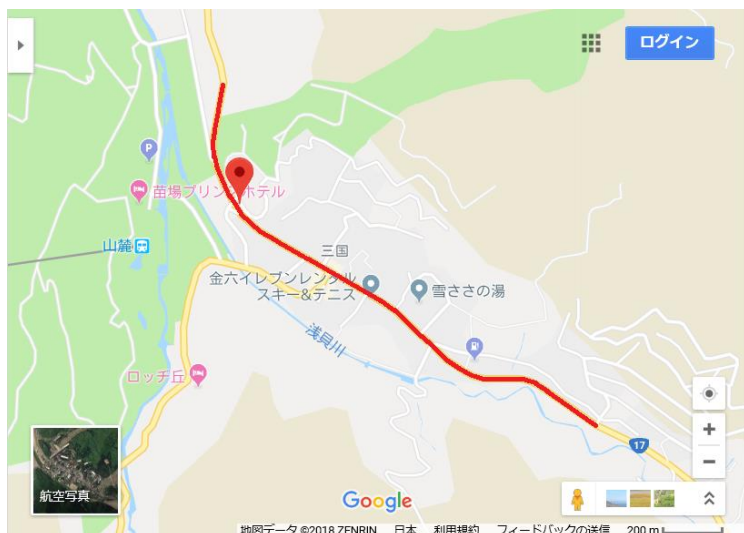 ログイン
P
苗場プリンスホテル
山麓
三国
金六イレブンレンタル
スキー&テニス
雪ささの湯
浅貝川
ロッヂ丘
17
航空写真
Google
地図データ ©2018 ZENRIN 日本 利用規約 フィードバックの送信 200 m